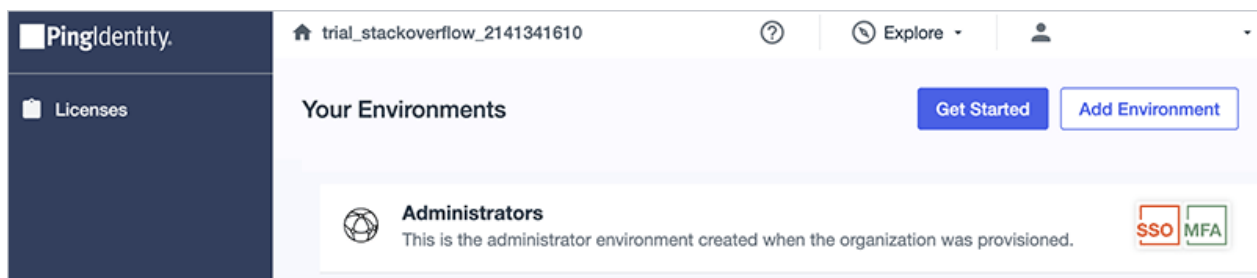 PingIdentity.
trial_stackoverflow_2141341610
Explore
Licenses
Your Environments
Get Started
Add Environment
Administrators
This is the administrator environment created when the organization was provisioned.
SSO MFA